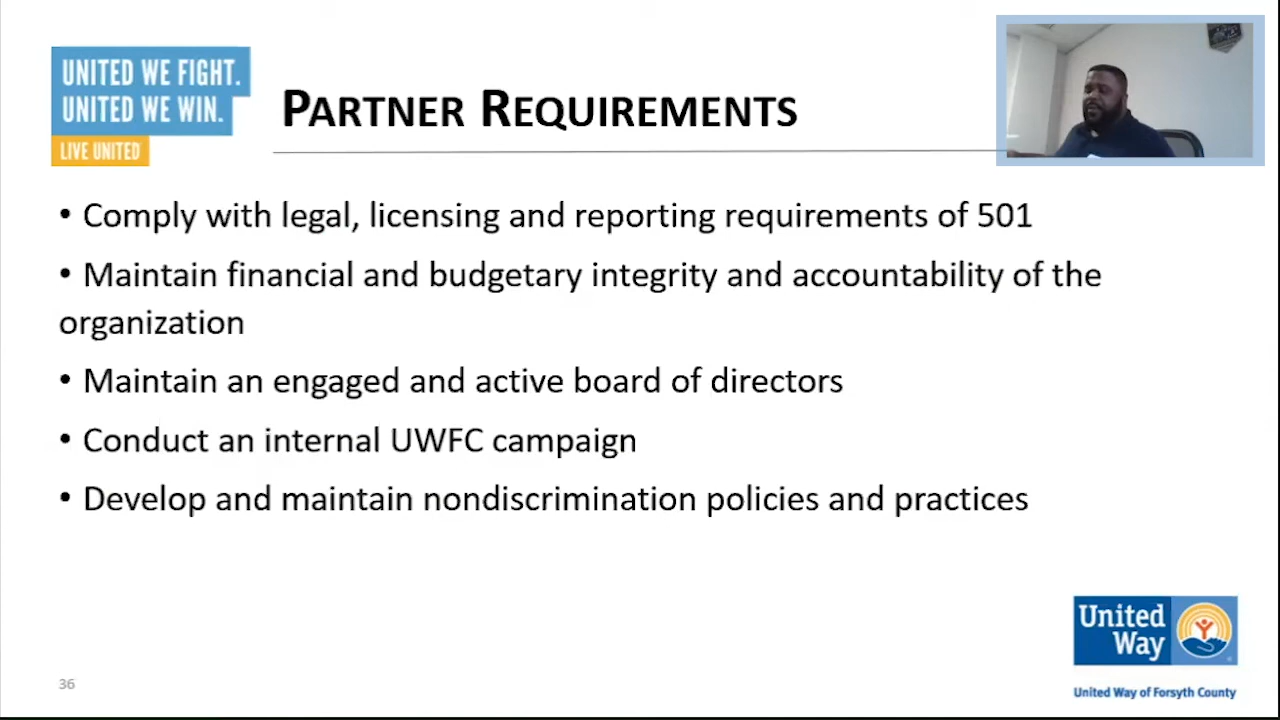 UNITED WE FIGHT.
UNITED WE WIN.
LIVE UNITED
PARTNER REQUIREMENTS
• Comply with legal, licensing and reporting requirements of 501
• Maintain financial and budgetary integrity and accountability of the
organization
• Maintain an engaged and active board of directors
• Conduct an internal UWFC campaign
• Develop and maintain nondiscrimination policies and practices
United
Way
United Way of Forsyth County
36